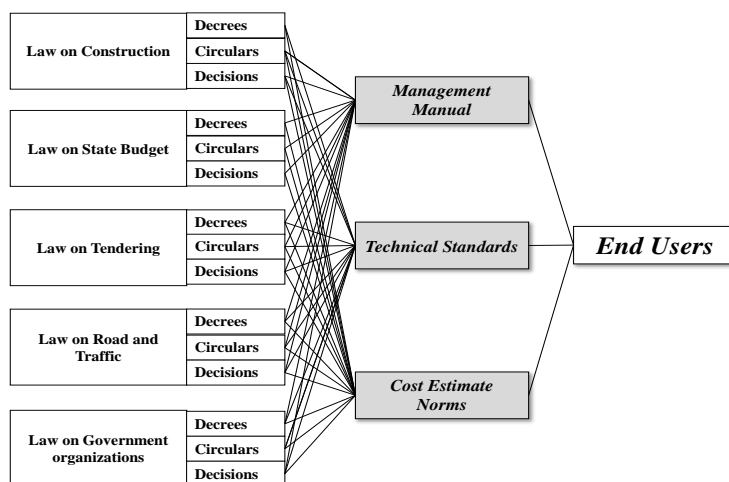 Law on Construction
Decrees
Circulars
Decisions
Law on State Budget
Decrees
Circulars
Decisions
Law on Tendering
Decrees
Circulars
Decisions
Law on Road and
Traffic
Decrees
Circulars
Decisions
Law on Government
organizations
Decrees
Circulars
Decisions
Management
Manual
Technical Standards
Cost Estimate
Norms
End Users